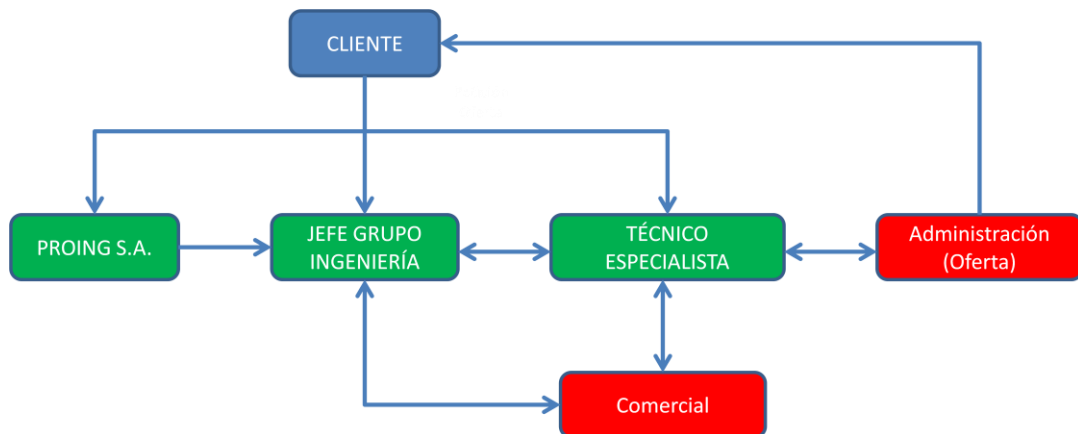 CLIENTE
PROING S.A.
JEFE GRUPO
INGENIERÍA
TÉCNICO
ESPECIALISTA
Administración
(Oferta)
Comercial